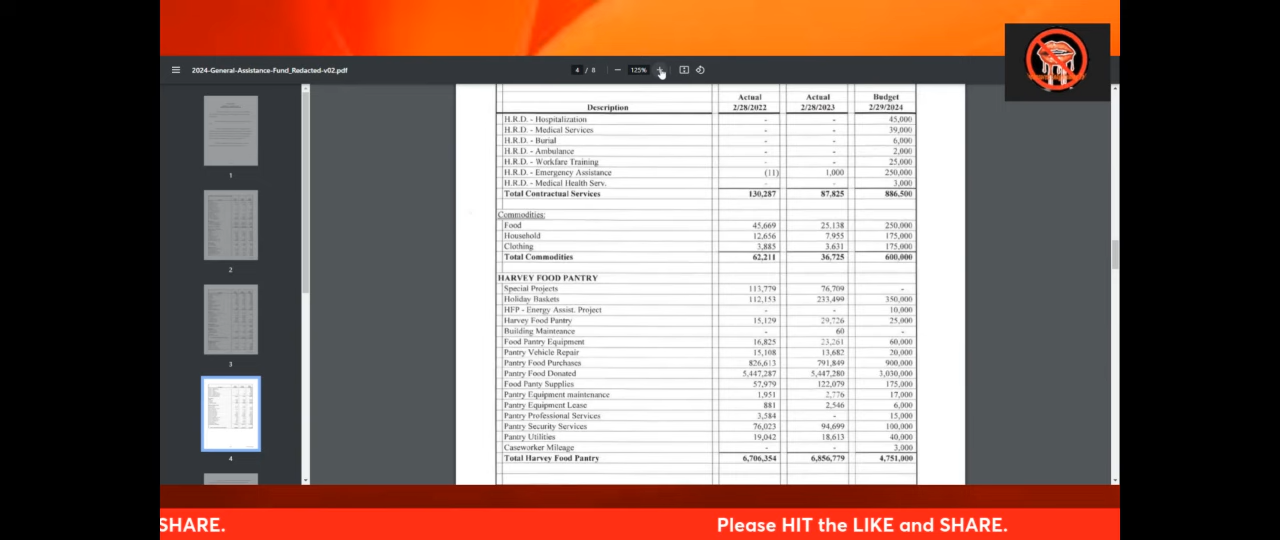 2024-General-Assistance-Fund_Redacted-v02.pdf 4 / 8 125%
Actual Actual Budget
Description 2/28/2022 2/28/2023 2/29/2024
H.R.D. - Hospitalization - - 45,000
H.R.D. - Medical Services - - 39,000
H.R.D. - Burial - - 6,000
H.R.D. - Ambulance - - 2,000
H.R.D. - Workfare Training - - 25,000
H.R.D. - Emergency Assistance (11) 1,000 250,000
H.R.D. - Medical Health Serv. - - 3,000
Total Contractual Services 130,287 87,825 886,500
Commodities:
Food 45,669 25,138 250,000
Household 12,656 7,955 175,000
Clothing 3,885 3,631 175,000
Total Commodities 62,211 36,725 600,000
HARVEY FOOD PANTRY
Special Projects 113,779 76,709 -
Holiday Baskets 112,153 233,499 350,000
HFP - Energy Assist. Project - - 10,000
Harvey Food Pantry 15,129 29,726 25,000
Building Mainteance - 60 -
Food Pantry Equipment 16,825 23,261 60,000
Pantry Vehicle Repair 15,108 13,682 20,000
Pantry Food Purchases 826,613 791,849 900,000
Pantry Food Donated 5,447,287 5,447,280 3,030,000
Food Panty Supplies 57,979 122,079 175,000
Pantry Equipment maintenance 1,951 2,776 17,000
Pantry Equipment Lease 881 2,546 6,000
Pantry Professional Services 3,584 - 15,000
Pantry Security Services 76,023 94,699 100,000
Pantry Utilities 19,042 18,613 40,000
Caseworker Mileage - - 3,000
Total Harvey Food Pantry 6,706,354 6,856,779 4,751,000
1
2
3
4
SHARE. Please HIT the LIKE and SHARE.